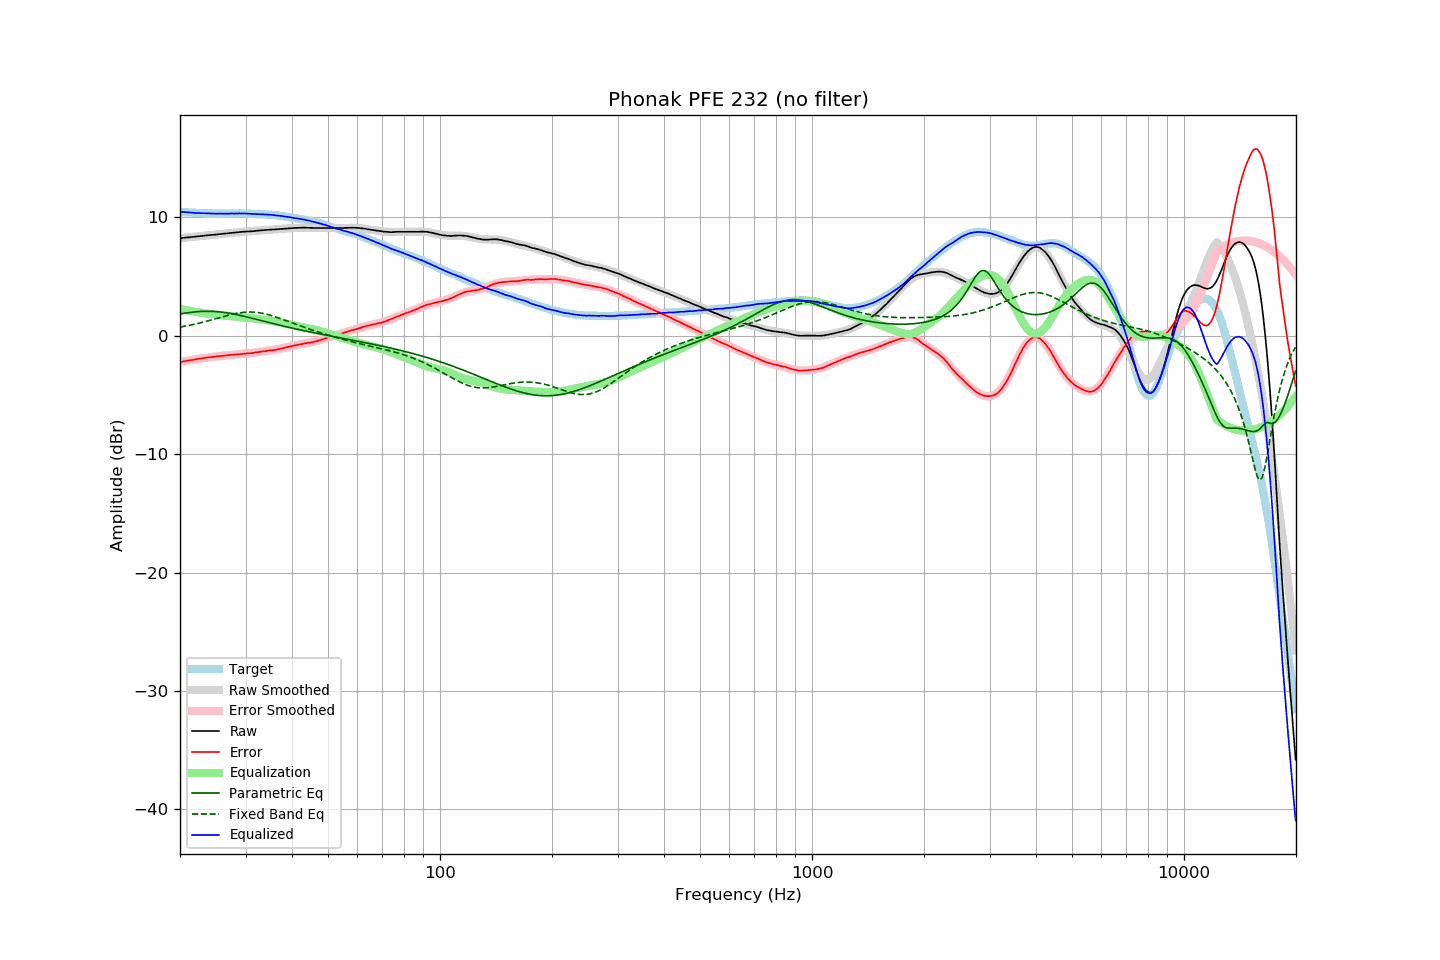 Phonak PFE 232 (no filter)
10
0
−10
−20
−30
−40
Amplitude (dBr)
Target
Raw Smoothed
Error Smoothed
Raw
Error
Equalization
Parametric Eq
Fixed Band Eq
Equalized
100
1000
10000
Frequency (Hz)